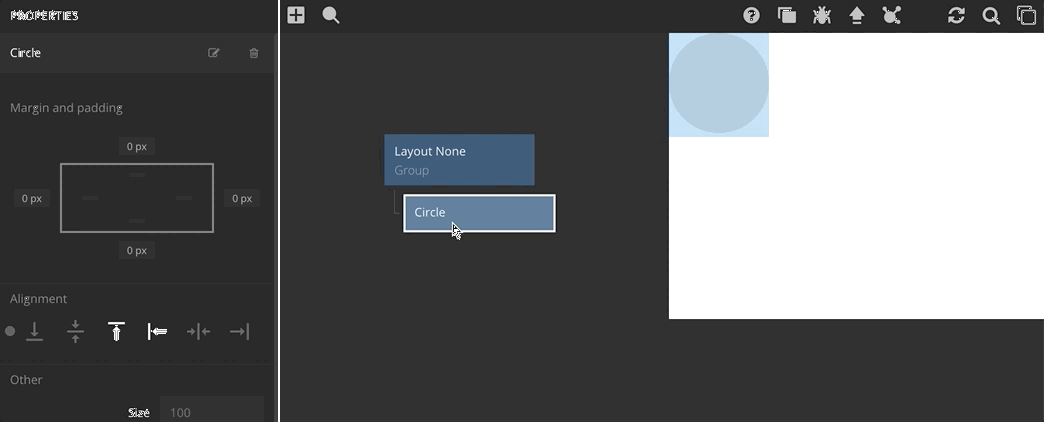 PROPERTIES
Circle
Margin and padding
0 px
0 px
0 px
0 px
Alignment
Other
Size
100
Layout None
Group
Circle